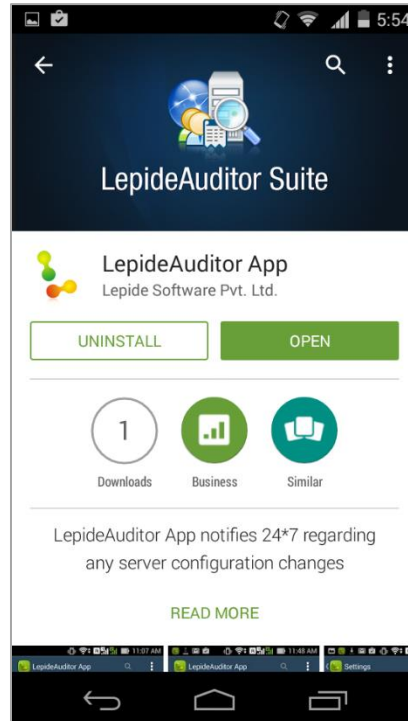 5:54
LepideAuditor Suite
LepideAuditor App
Lepide Software Pvt. Ltd.
UNINSTALL
OPEN
1
Downloads
Business
Similar
LepideAuditor App notifies 24*7 regarding
any server configuration changes
READ MORE
11:07 AM
11:48 AM
LepideAuditor App
LepideAuditor App
Settings